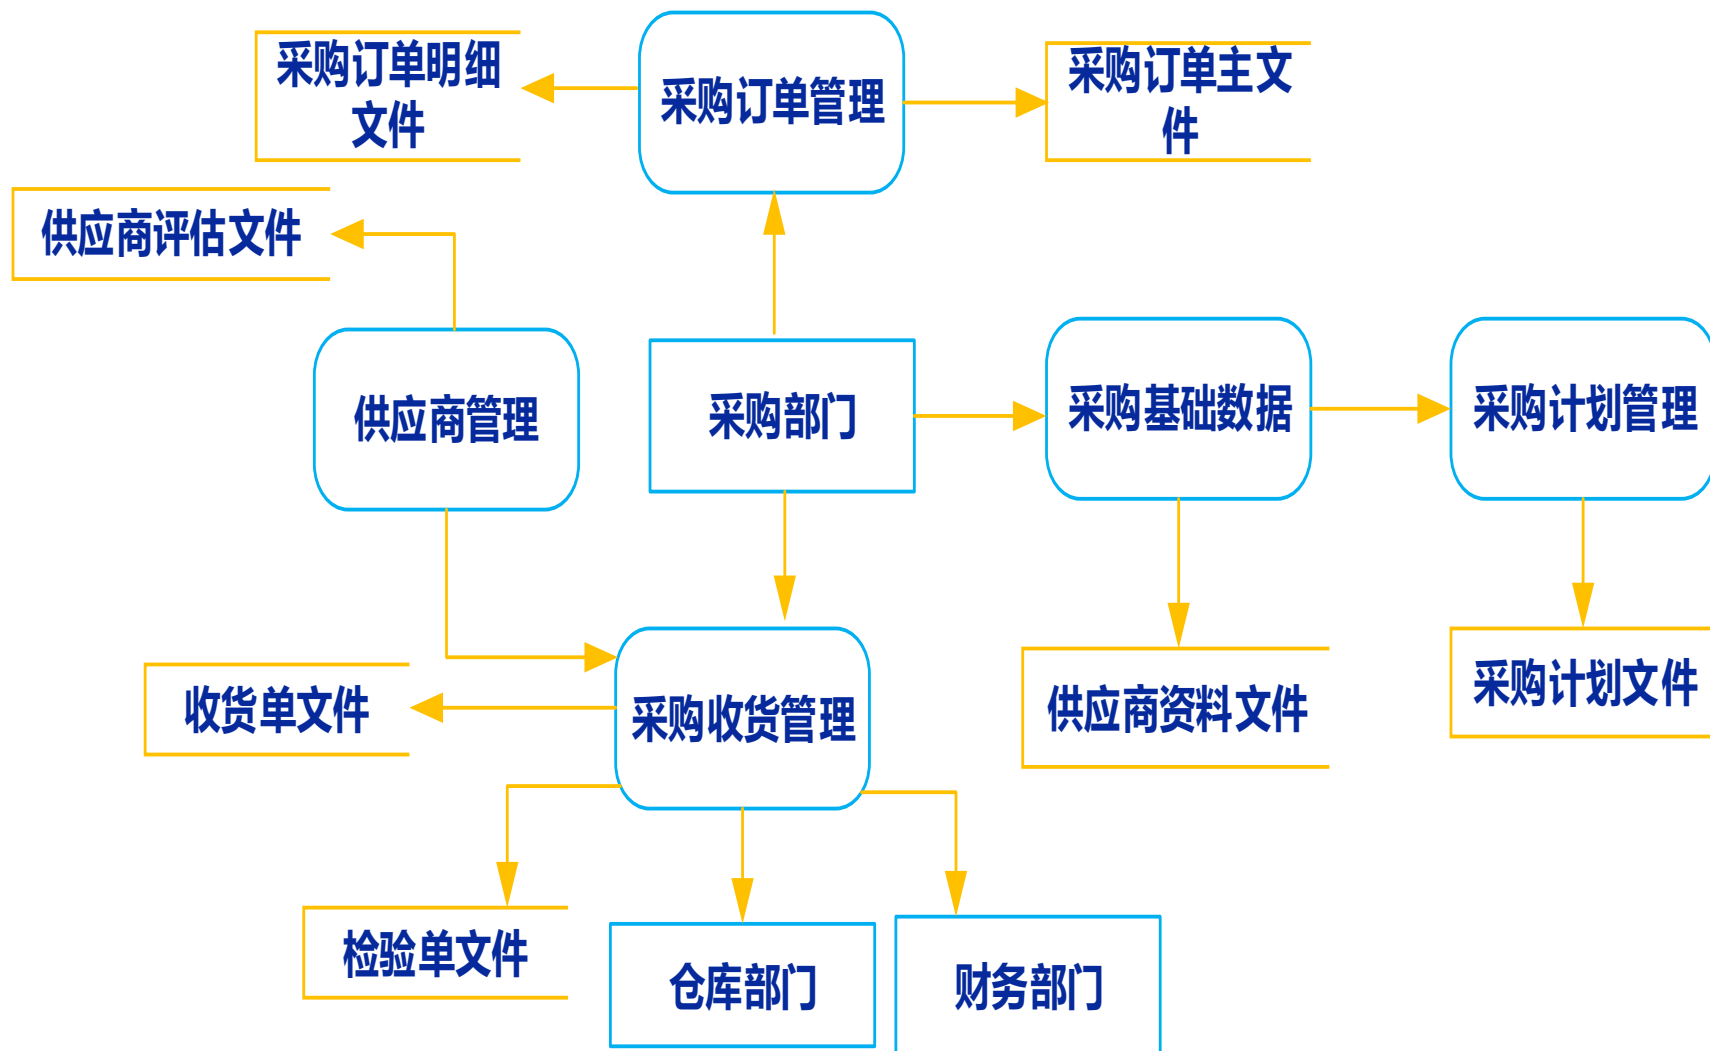 采购订单明细
文件
采购订单管理
采购订单主文
件
供应商评估文件
供应商管理
采购部门
采购基础数据
采购计划管理
收货单文件
采购收货管理
供应商资料文件
采购计划文件
检验单文件
仓库部门
财务部门